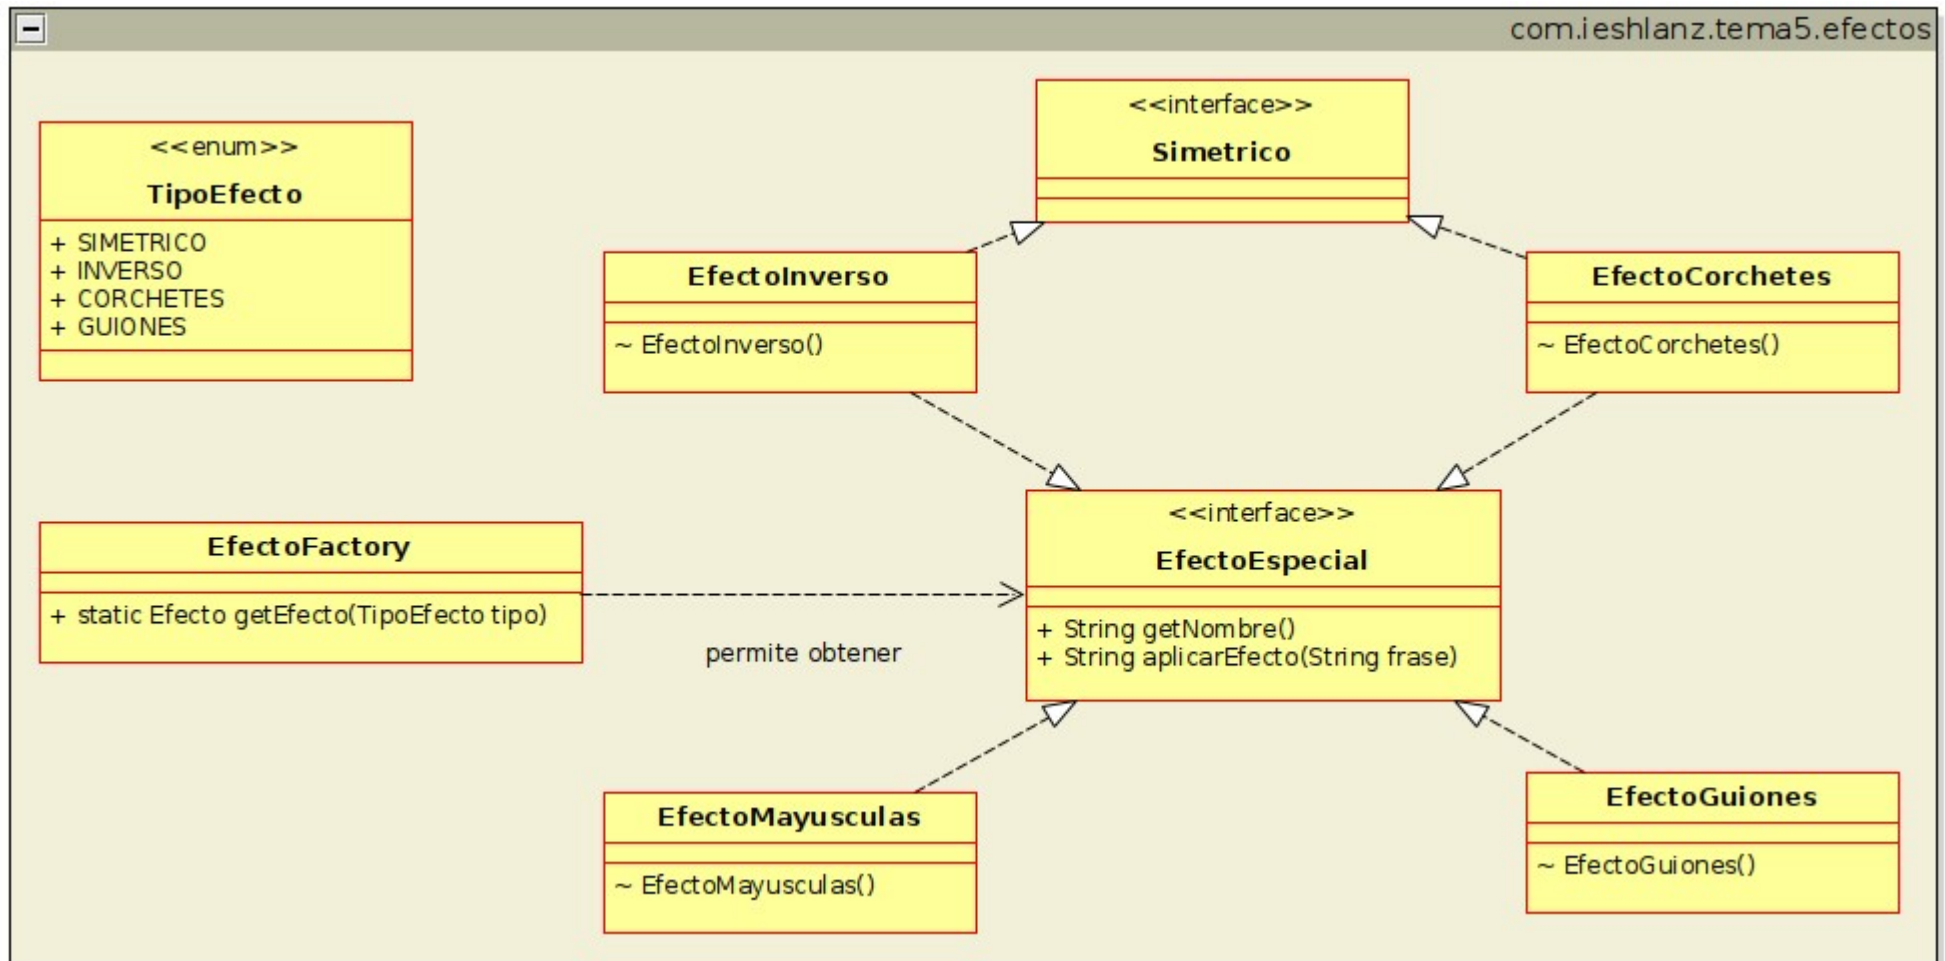 com.ieshlanz.tema5.efectos
<<enum>>
TipoEfecto
+ SIMETRICO
+ INVERSO
+ CORCHETES
+ GUIONES
<<interface>>
Simetrico
EfectoInverso
~ EfectoInverso()
EfectoCorchetes
~ EfectoCorchetes()
EfectoFactory
+ static Efecto getEfecto(TipoEfecto tipo)
permite obtener
<<interface>>
EfectoEspecial
+ String getNombre()
+ String aplicarEfecto(String frase)
EfectoMayusculas
~ EfectoMayusculas()
EfectoGuiones
~ EfectoGuiones()